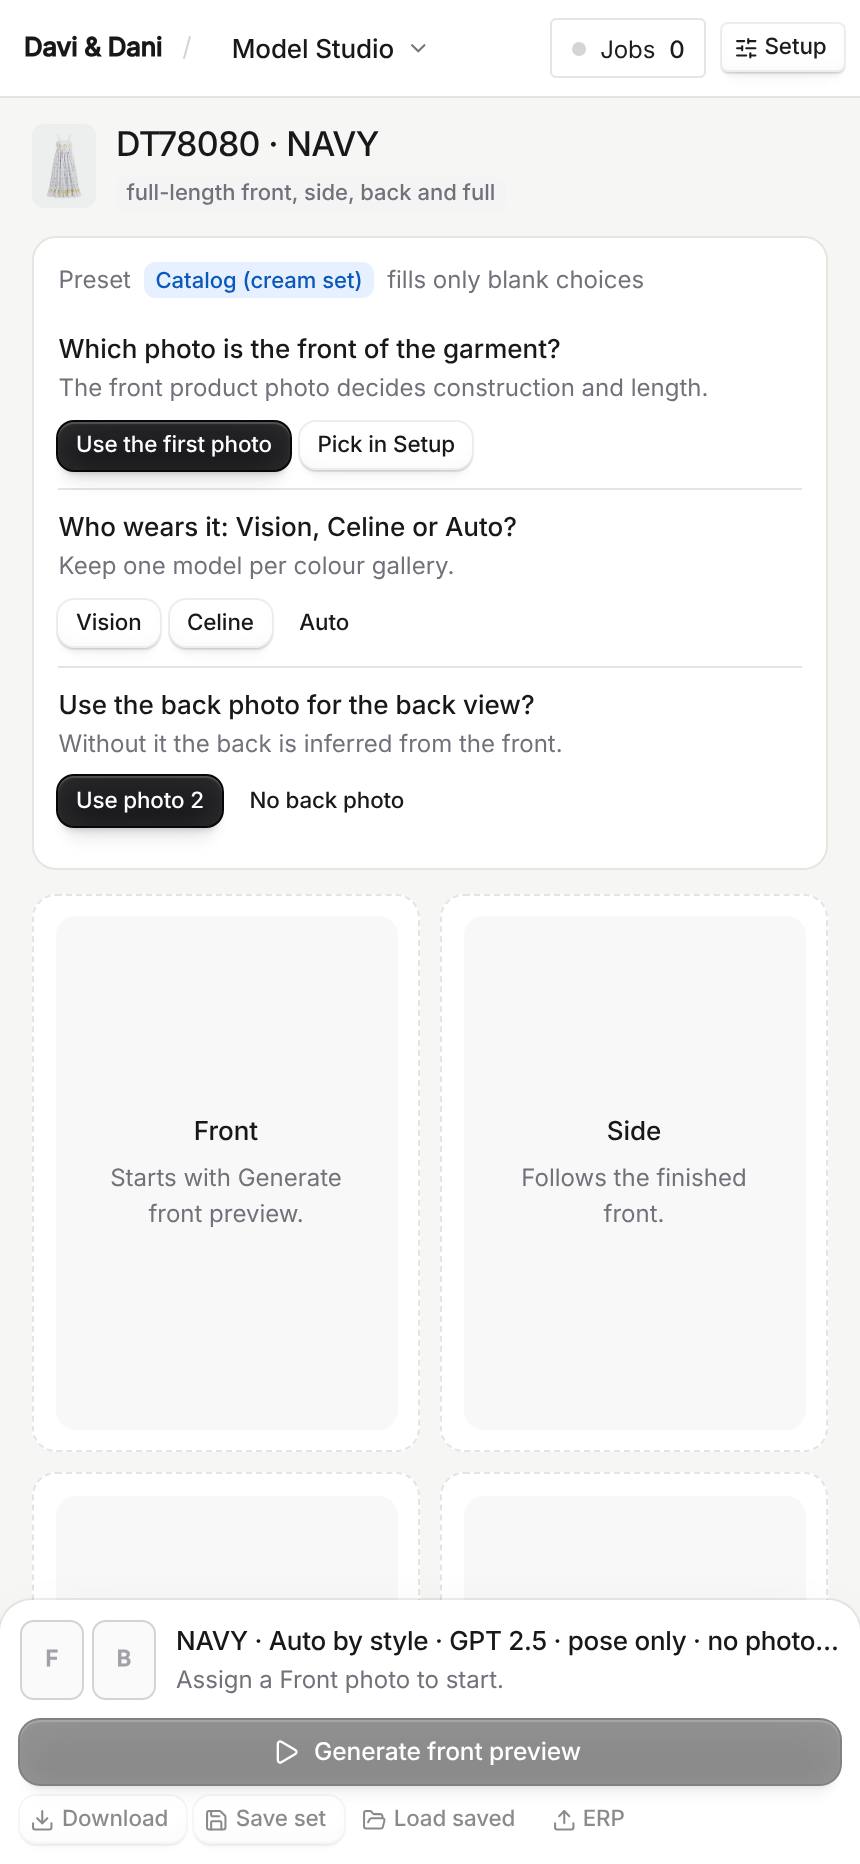 Davi & Dani / Model Studio
Jobs 0
Setup
DT78080 · NAVY
full-length front, side, back and full
Preset Catalog (cream set) fills only blank choices
Which photo is the front of the garment?
The front product photo decides construction and length.
Use the first photo
Pick in Setup
Who wears it: Vision, Celine or Auto?
Keep one model per colour gallery.
Vision
Celine
Auto
Use the back photo for the back view?
Without it the back is inferred from the front.
Use photo 2
No back photo
Front
Starts with Generate
front preview.
Side
Follows the finished
front.
F
B
NAVY · Auto by style · GPT 2.5 · pose only · no photo...
Assign a Front photo to start.
Generate front preview
Download
Save set
Load saved
ERP